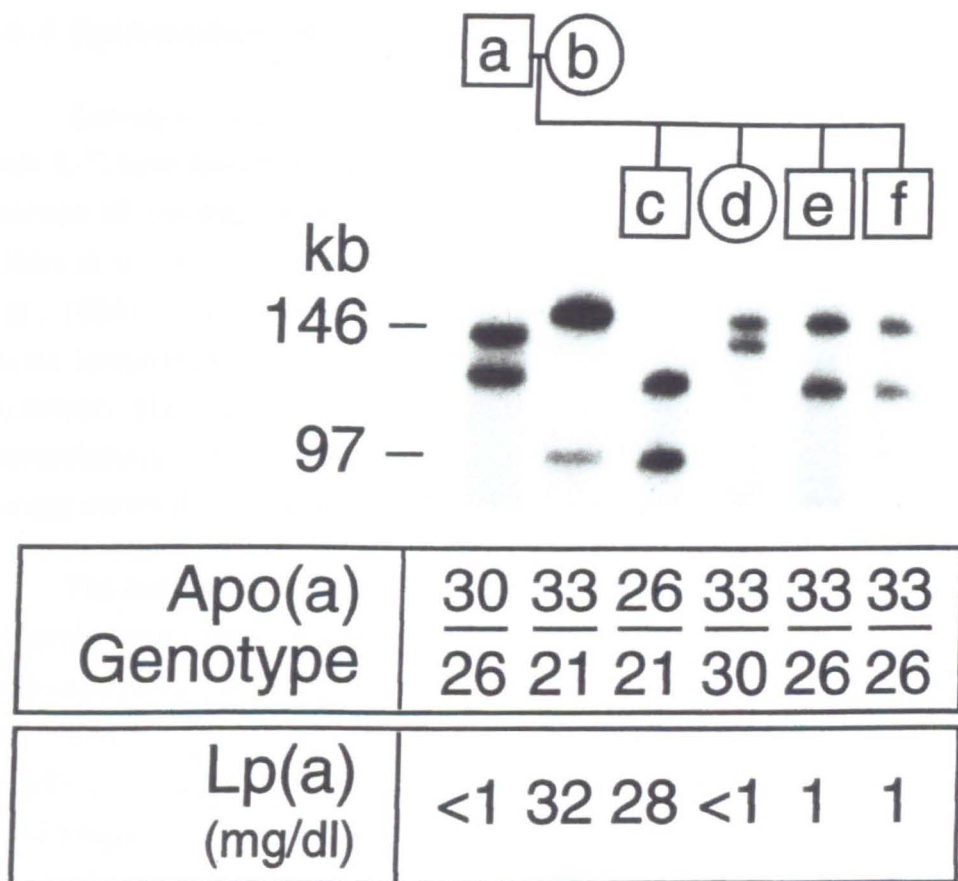 a b
c d e f
kb
146 –
97 –
Apo(a) 30 33 26 33 33 33
Genotype 26 21 21 30 26 26
Lp(a) <1 32 28 <1 1 1
(mg/dl)